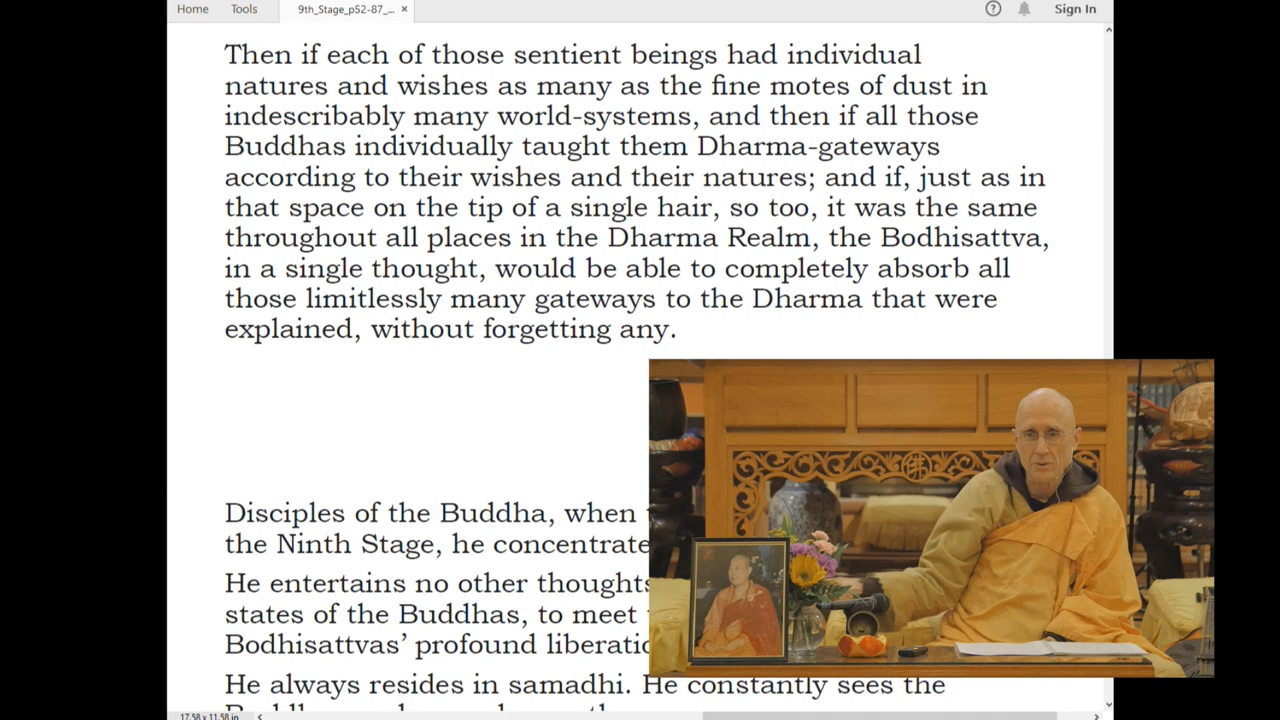 Home Tools 9th_Stage_p52-87_... × Sign In
Then if each of those sentient beings had individual
natures and wishes as many as the fine motes of dust in
indescribably many world-systems, and then if all those
Buddhas individually taught them Dharma-gateways
according to their wishes and their natures; and if, just as in
that space on the tip of a single hair, so too, it was the same
throughout all places in the Dharma Realm, the Bodhisattva,
in a single thought, would be able to completely absorb all
those limitlessly many gateways to the Dharma that were
explained, without forgetting any.
Disciples of the Buddha, when
the Ninth Stage, he concentrate
He entertains no other thoughts
states of the Buddhas, to meet
Bodhisattvas’ profound liberatio
He always resides in samadhi. He constantly sees the
17.58 x 11.58 in